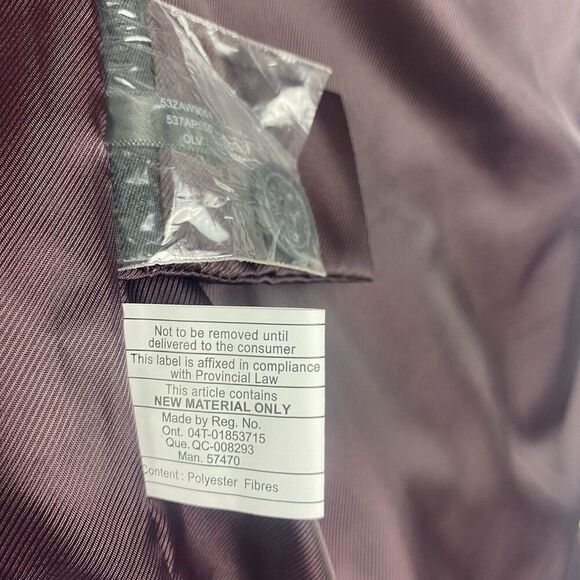 OLV
Not to be removed until
delivered to the consumer
This label is affixed in compliance
with Provincial Law
This article contains
NEW MATERIAL ONLY
Made by Reg. No.
Ont. 04T-01853715
Que. QC-008293
Man. 57470
Content : Polyester Fibres